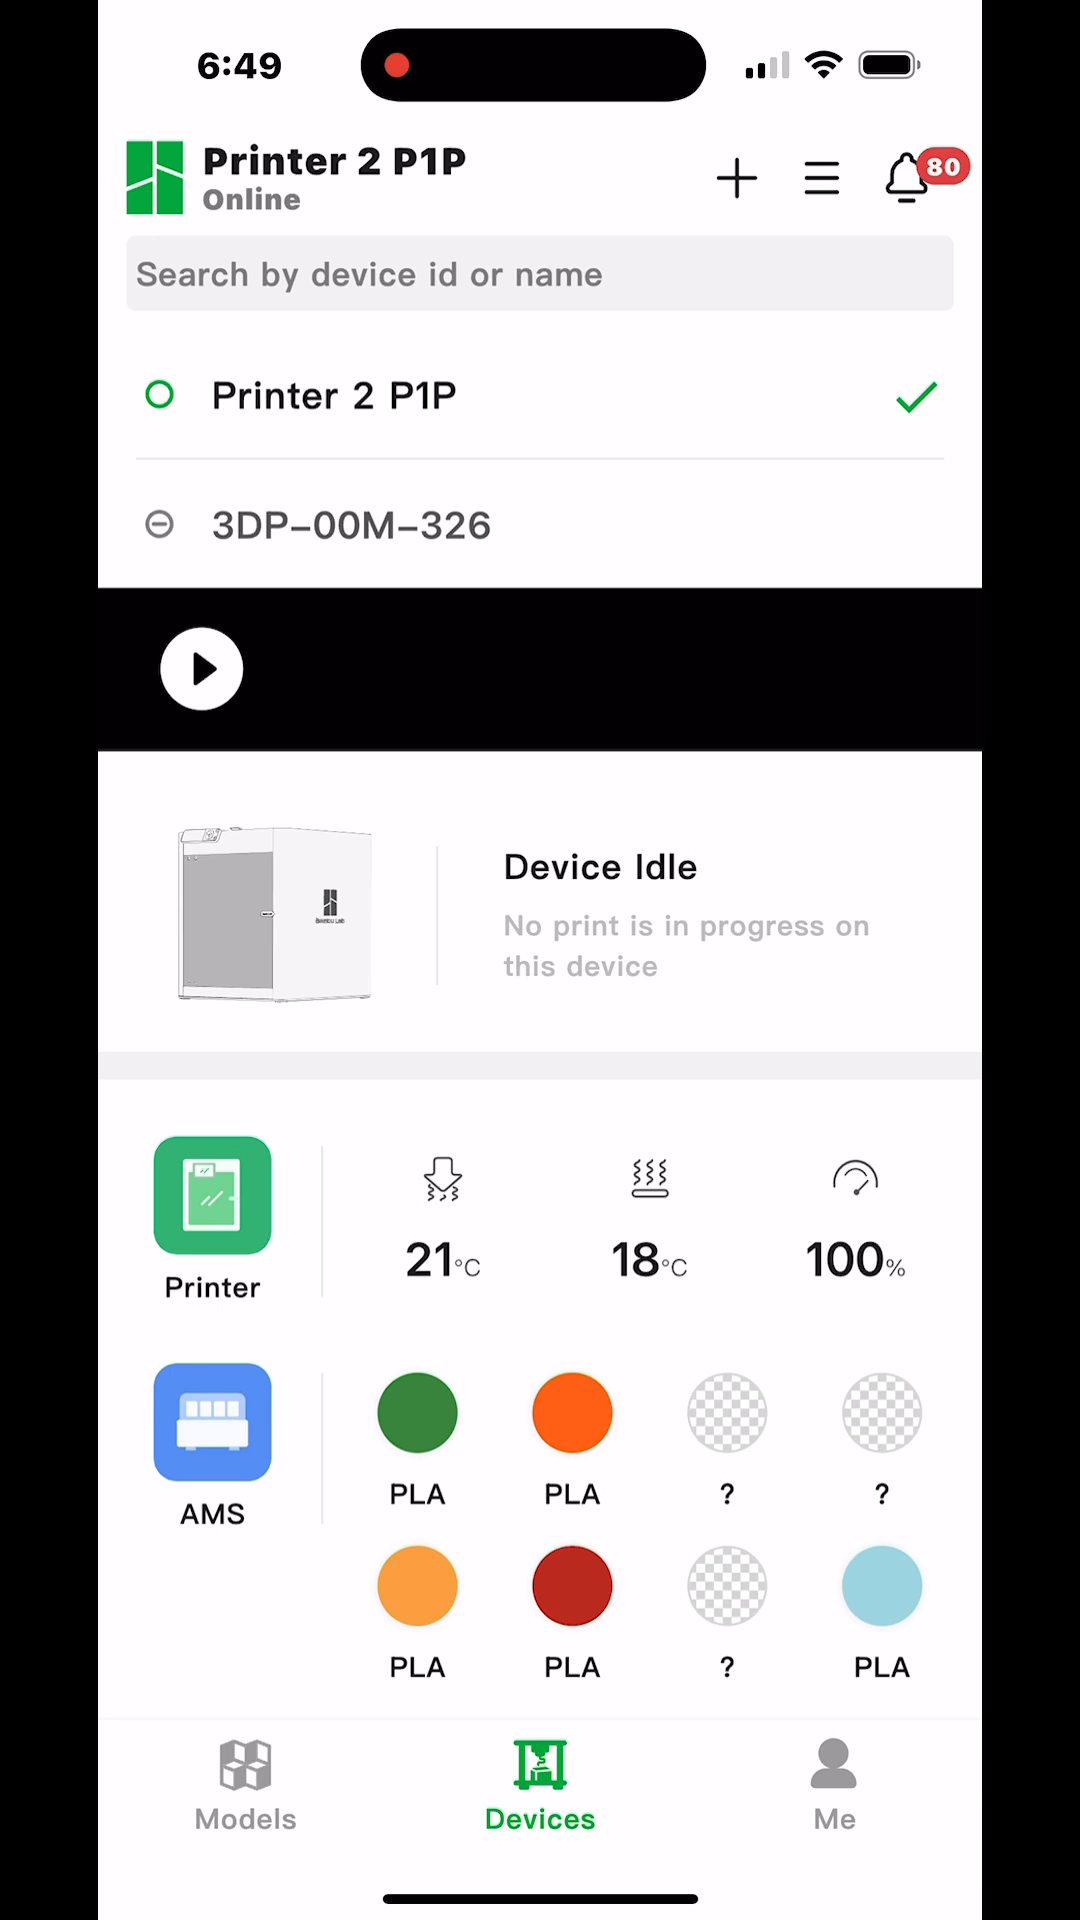 6:49
Printer 2 P1P
Online
80
Search by device id or name
Printer 2 P1P
3DP-00M-326
Bambu Lab
Device Idle
No print is in progress on
this device
Printer
21°C
18°C
100%
AMS
PLA
PLA
?
?
PLA
PLA
?
PLA
Models
Devices
Me